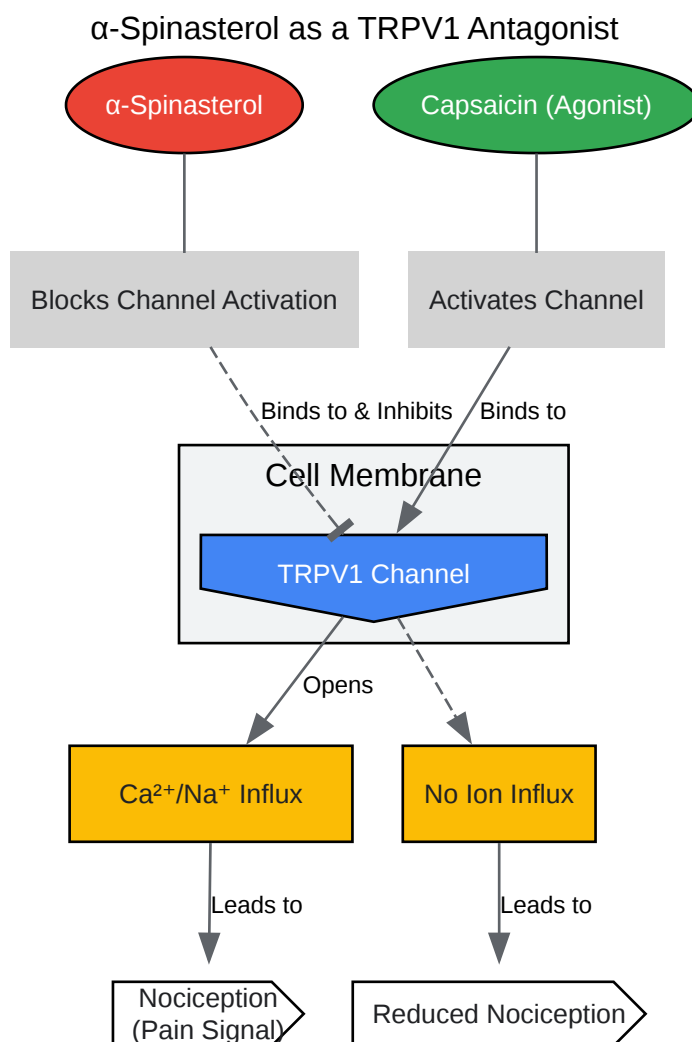 α-Spinasterol as a TRPV1 Antagonist
α-Spinasterol
Capsaicin (Agonist)
Blocks Channel Activation
Activates Channel
Binds to & Inhibits
Binds to
Cell Membrane
TRPV1 Channel
Opens
Ca²⁺/Na⁺ Influx
No Ion Influx
Leads to
Leads to
Nociception
(Pain Signal)
Reduced Nociception